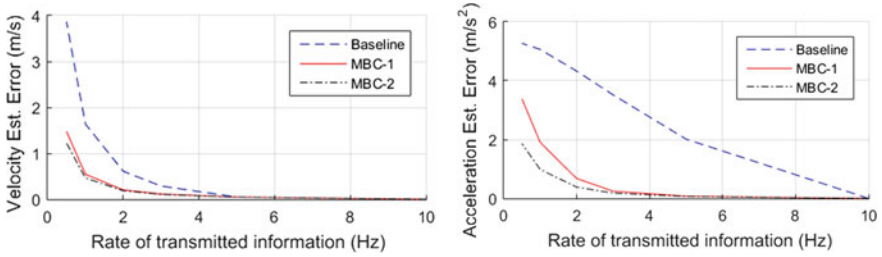 Velocity Est. Error (m/s)
4
3
2
1
0
0 2 4 6 8 10
Rate of transmitted information (Hz)
Baseline
MBC-1
MBC-2
Acceleration Est. Error (m/s²)
6
4
2
0
0 2 4 6 8 10
Rate of transmitted information (Hz)
Baseline
MBC-1
MBC-2